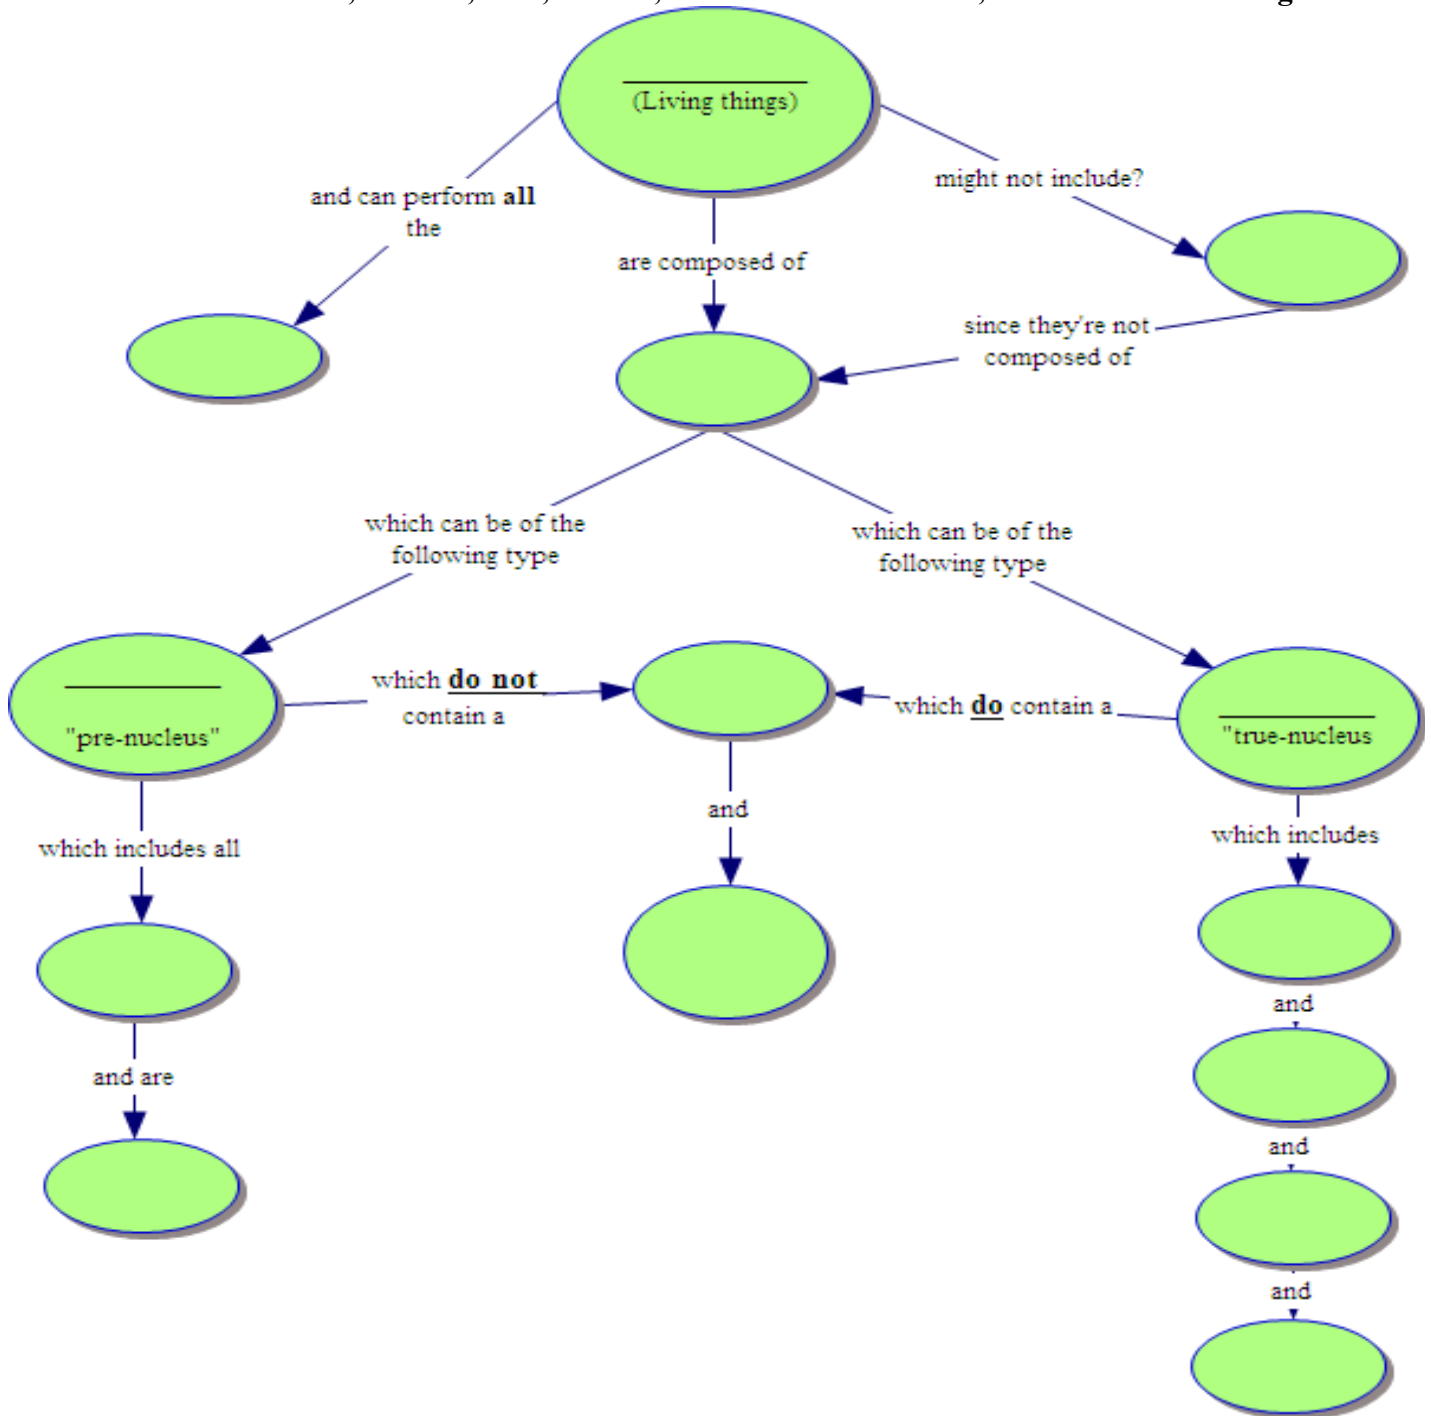 (Living things)
and can perform all
the
are composed of
might not include?
since they're not
composed of
which can be of the
following type
which can be of the
following type
"pre-nucleus"
which do not
contain a
which do contain a
"true-nucleus
and
which includes all
which includes
and are
and
and
and